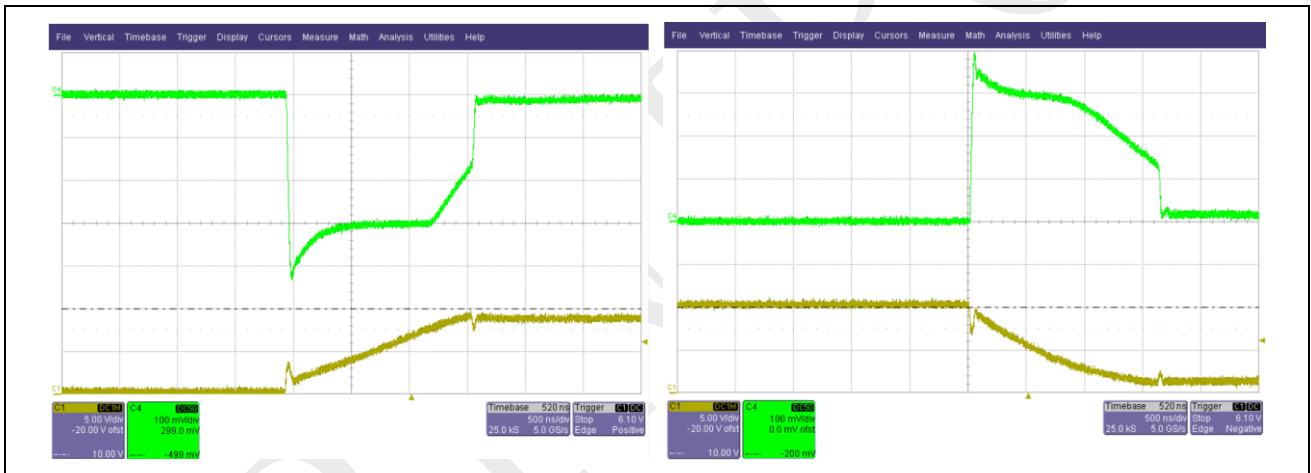 File Vertical Timebase Trigger Display Cursors Measure Math Analysis Utilities Help
C4
C1
C1 DC1M
5.00 V/div
-20.00 V ofst
10.00 V
C4 DC50
100 mV/div
299.0 mV
-499 mV
Timebase 520 ns
500 ns/div
25.0 kS 5.0 GS/s
Trigger C1 DC
Stop 6.10 V
Edge Positive
File Vertical Timebase Trigger Display Cursors Measure Math Analysis Utilities Help
C4
C1
C1 DC1M
5.00 V/div
-20.00 V ofst
10.00 V
C4 DC50
100 mV/div
0.0 mV ofst
-200 mV
Timebase 520 ns
500 ns/div
25.0 kS 5.0 GS/s
Trigger C1 DC
Stop 6.10 V
Edge Negative